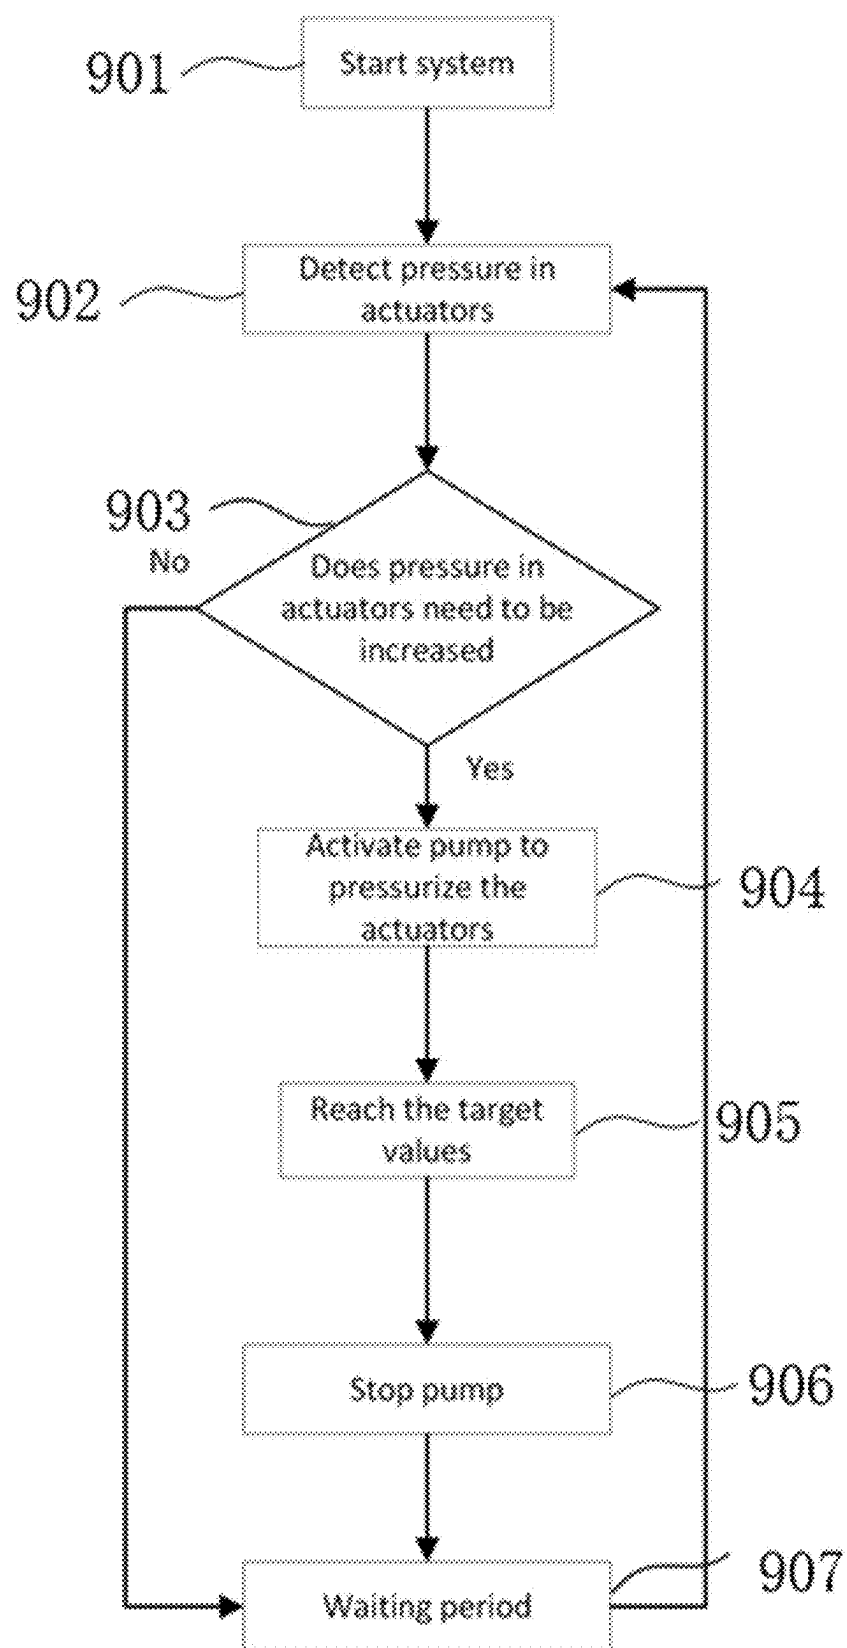 901
Start system
902
Detect pressure in
actuators
903
No
Does pressure in
actuators need to be
increased
Yes
Activate pump to
pressurize the
actuators
904
Reach the target
values
905
Stop pump
906
Waiting period
907